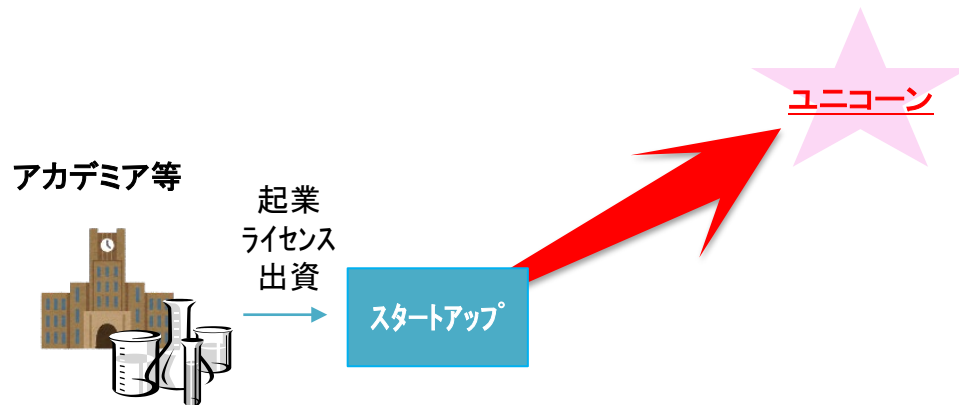 ユニコーン
アカデミア等
起業
ライセンス
出資
スタートアップ